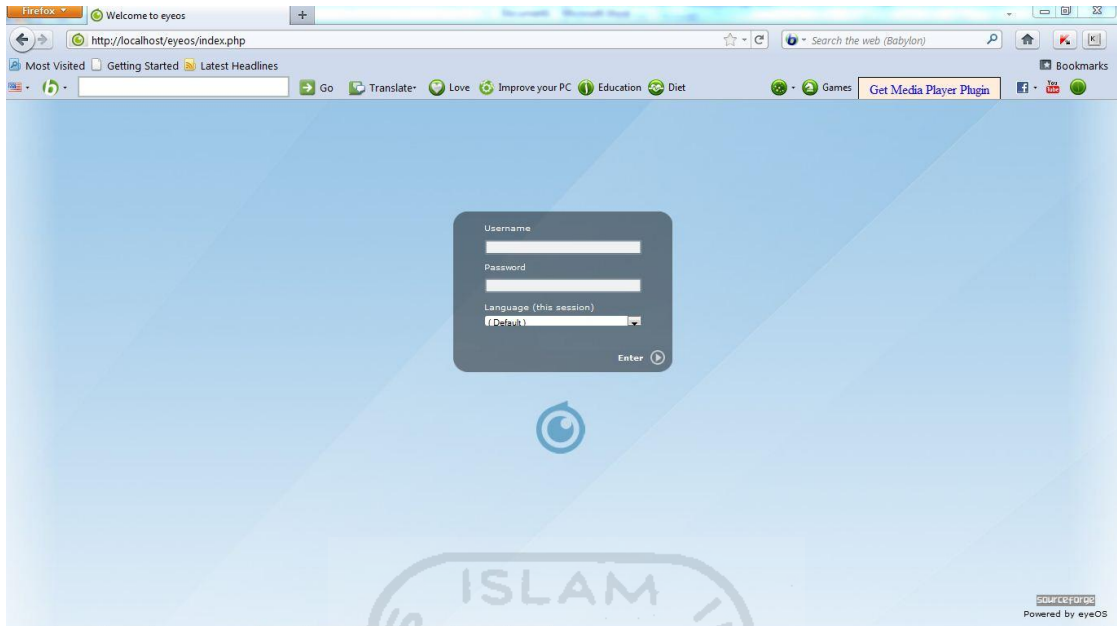 Firefox
Welcome to eyeos
+
http://localhost/eyeos/index.php
Search the web (Babylon)
K
Most Visited Getting Started Latest Headlines
Bookmarks
Go Translate Love Improve your PC Education Diet Games Get Media Player Plugin You Tube
Username
Password
Language (this session)
( Default )
Enter
ISLAM
sourceforge
Powered by eyeOS